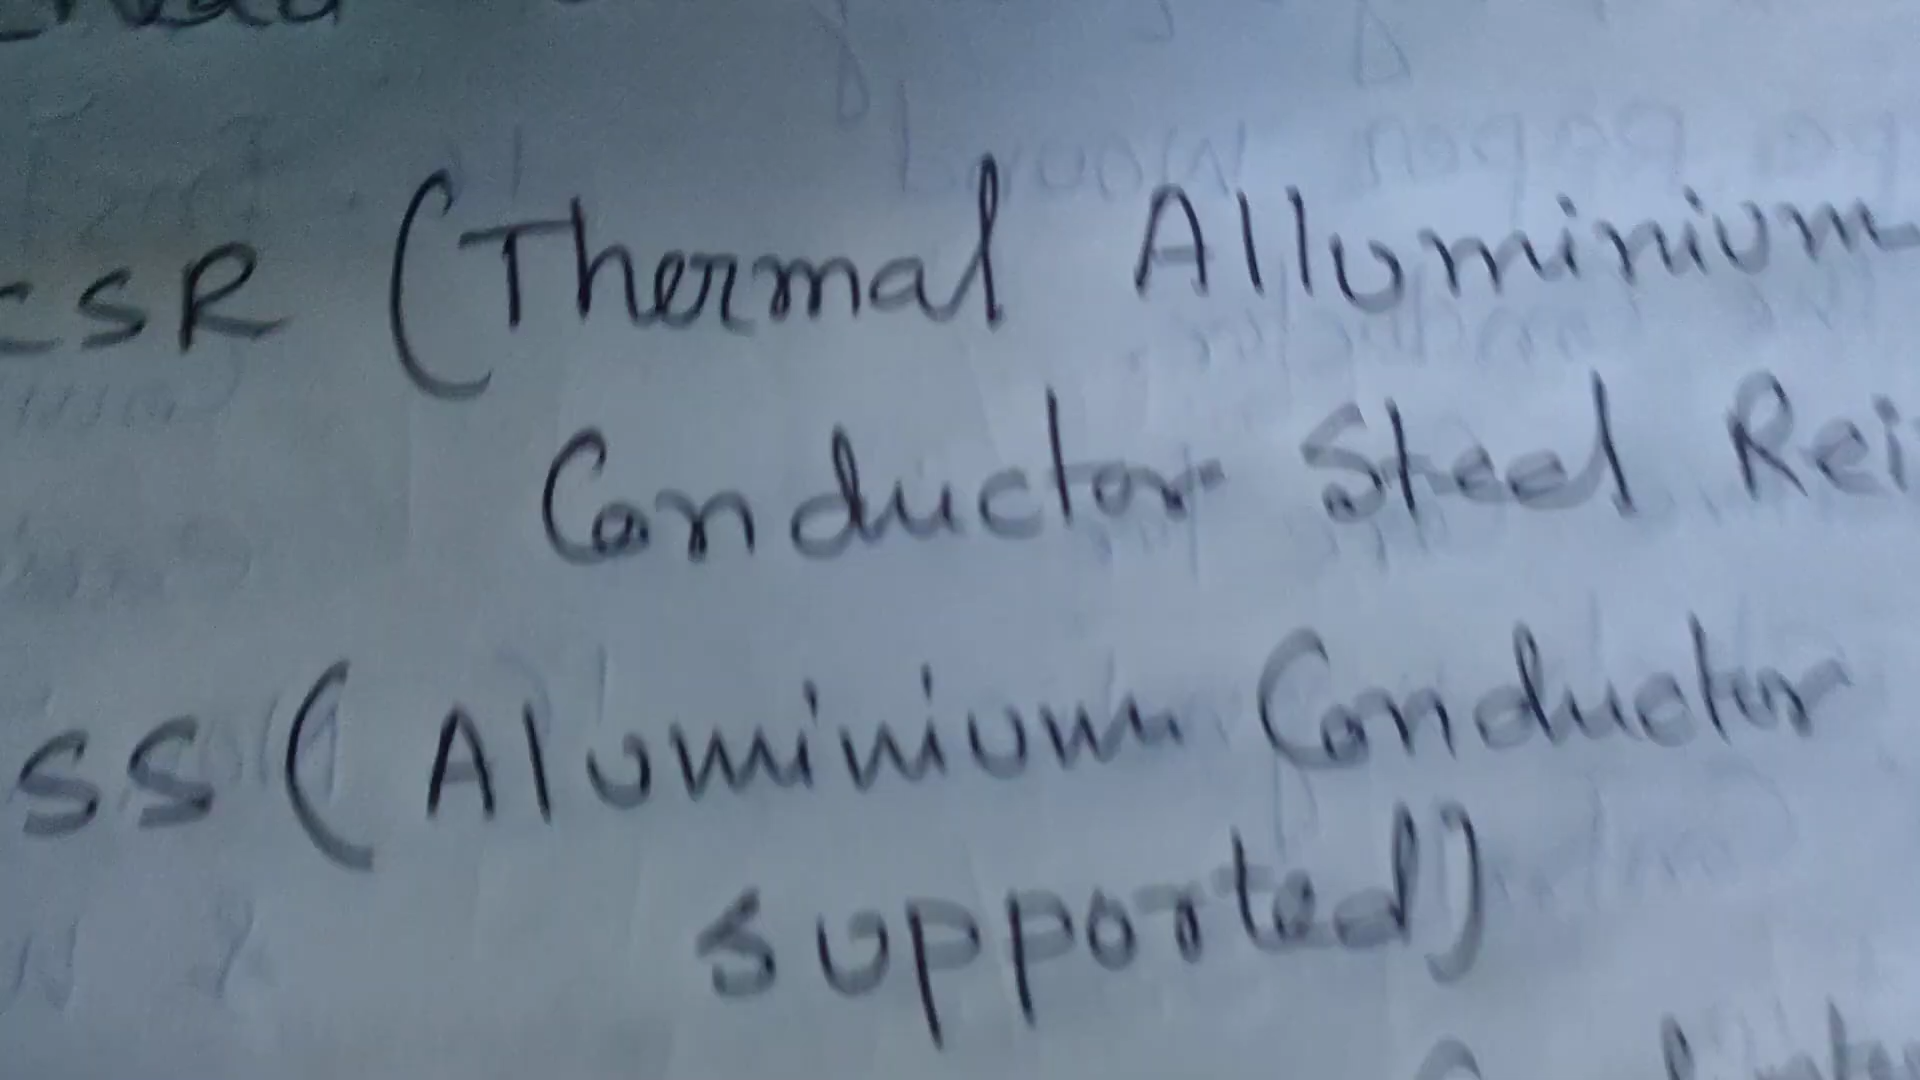 CSR (Thermal Alluminium
Conductor Steel Rei
SS (Aluminium Conductor
supported)